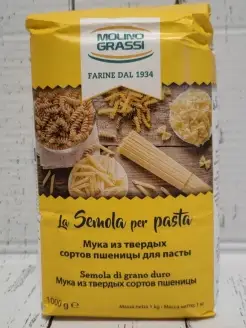 MOLINO
GRASSI
FARINE DAL 1934
La Semola per pasta
Мука из твердых
сортов пшеницы для пасты
Semola di grano duro
Мука из твердых сортов пшеницы
1000 g ℮